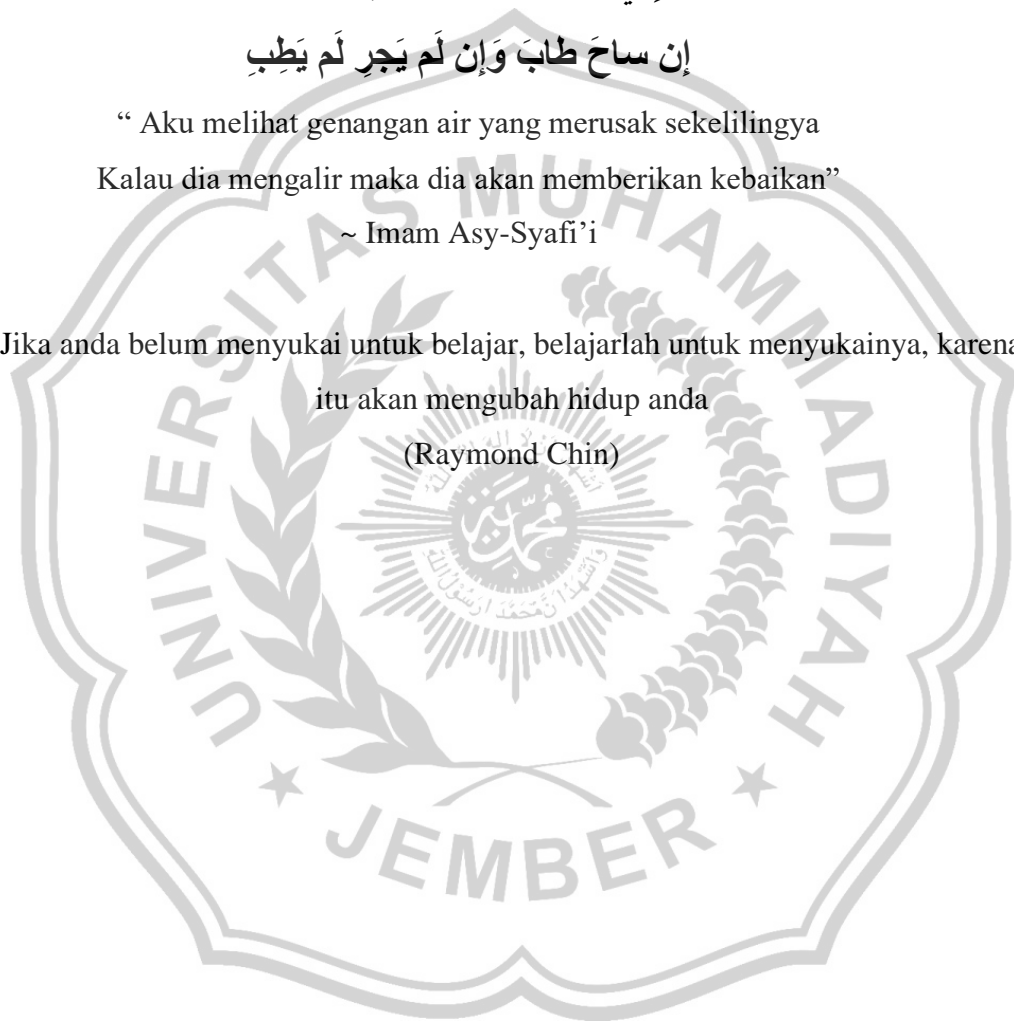 إِن ساحَ طابَ وَإِن لَم يَجرِ لَم يَطِبِ
“ Aku melihat genangan air yang merusak sekelilingya
Kalau dia mengalir maka dia akan memberikan kebaikan”
~ Imam Asy-Syafi’i
Jika anda belum menyukai untuk belajar, belajarlah untuk menyukainya, karena
itu akan mengubah hidup anda
(Raymond Chin)
UNIVERSITAS MUHAMMADIYAH
JEMBER